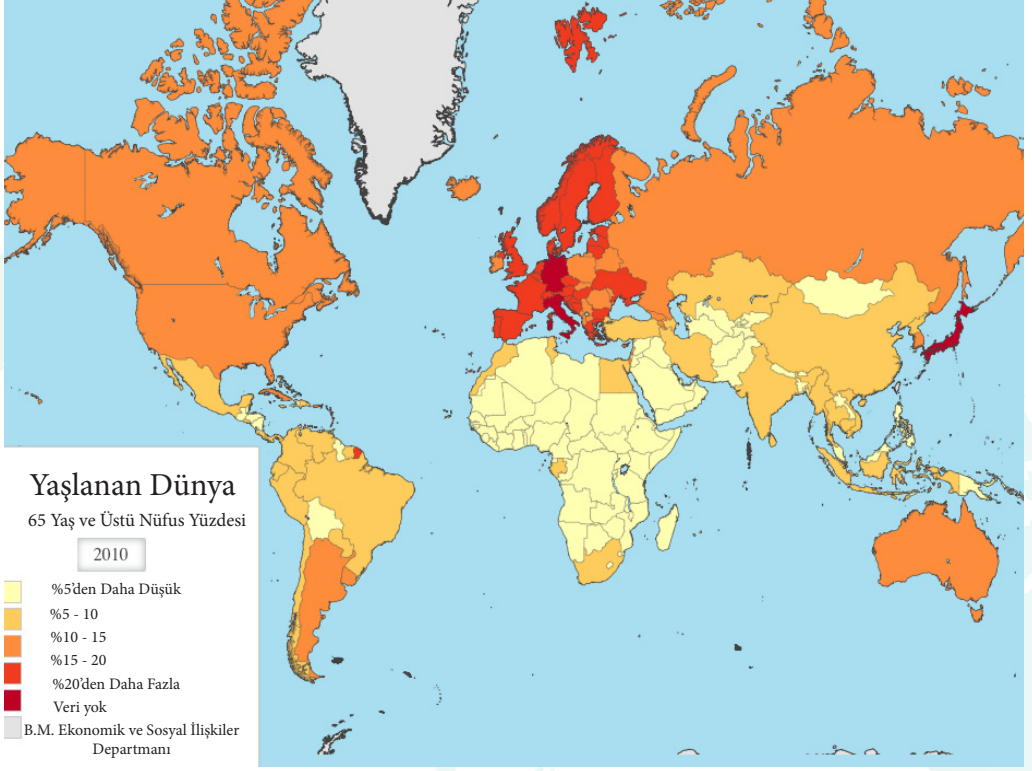 Yaşlanan Dünya
65 Yaş ve Üstü Nüfus Yüzdesi
2010
%5'den Daha Düşük
%5 - 10
%10 - 15
%15 - 20
%20'den Daha Fazla
Veri yok
B.M. Ekonomik ve Sosyal İlişkiler
Departmanı